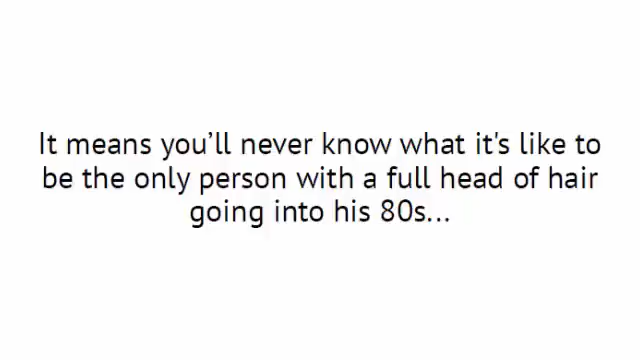 It means you’ll never know what it's like to
be the only person with a full head of hair
going into his 80s...